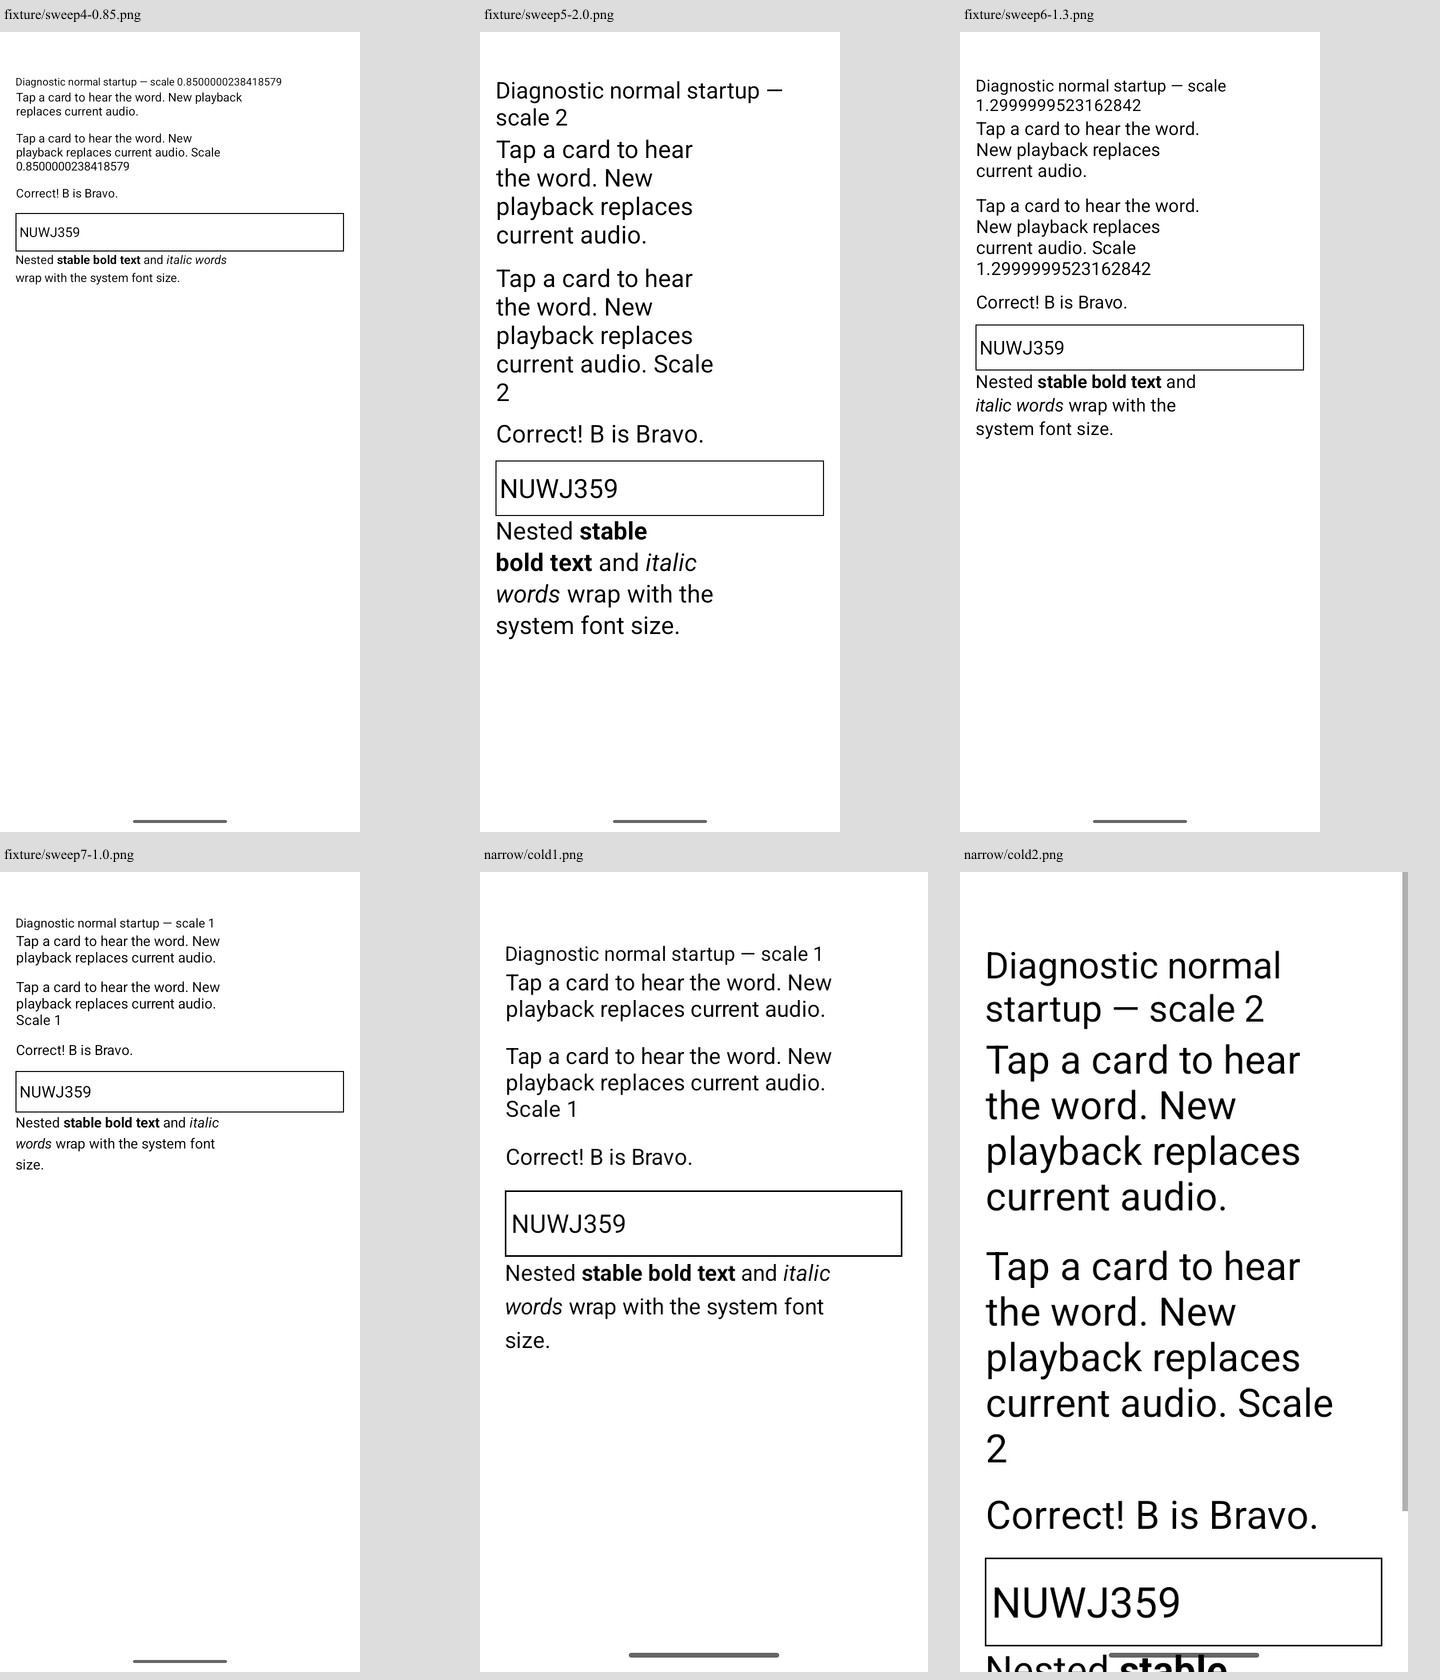 fixture/sweep4-0.85.png
Diagnostic normal startup — scale 0.8500000238418579
Tap a card to hear the word. New playback
replaces current audio.
Tap a card to hear the word. New
playback replaces current audio. Scale
0.8500000238418579
Correct! B is Bravo.
NUWJ359
Nested stable bold text and italic words
wrap with the system font size.
fixture/sweep5-2.0.png
Diagnostic normal startup —
scale 2
Tap a card to hear
the word. New
playback replaces
current audio.
Tap a card to hear
the word. New
playback replaces
current audio. Scale
2
Correct! B is Bravo.
NUWJ359
Nested stable
bold text and italic
words wrap with the
system font size.
fixture/sweep6-1.3.png
Diagnostic normal startup — scale
1.2999999523162842
Tap a card to hear the word.
New playback replaces
current audio.
Tap a card to hear the word.
New playback replaces
current audio. Scale
1.2999999523162842
Correct! B is Bravo.
NUWJ359
Nested stable bold text and
italic words wrap with the
system font size.
fixture/sweep7-1.0.png
Diagnostic normal startup — scale 1
Tap a card to hear the word. New
playback replaces current audio.
Tap a card to hear the word. New
playback replaces current audio.
Scale 1
Correct! B is Bravo.
NUWJ359
Nested stable bold text and italic
words wrap with the system font
size.
narrow/cold1.png
Diagnostic normal startup — scale 1
Tap a card to hear the word. New
playback replaces current audio.
Tap a card to hear the word. New
playback replaces current audio.
Scale 1
Correct! B is Bravo.
NUWJ359
Nested stable bold text and italic
words wrap with the system font
size.
narrow/cold2.png
Diagnostic normal
startup — scale 2
Tap a card to hear
the word. New
playback replaces
current audio.
Tap a card to hear
the word. New
playback replaces
current audio. Scale
2
Correct! B is Bravo.
NUWJ359
Nested stable